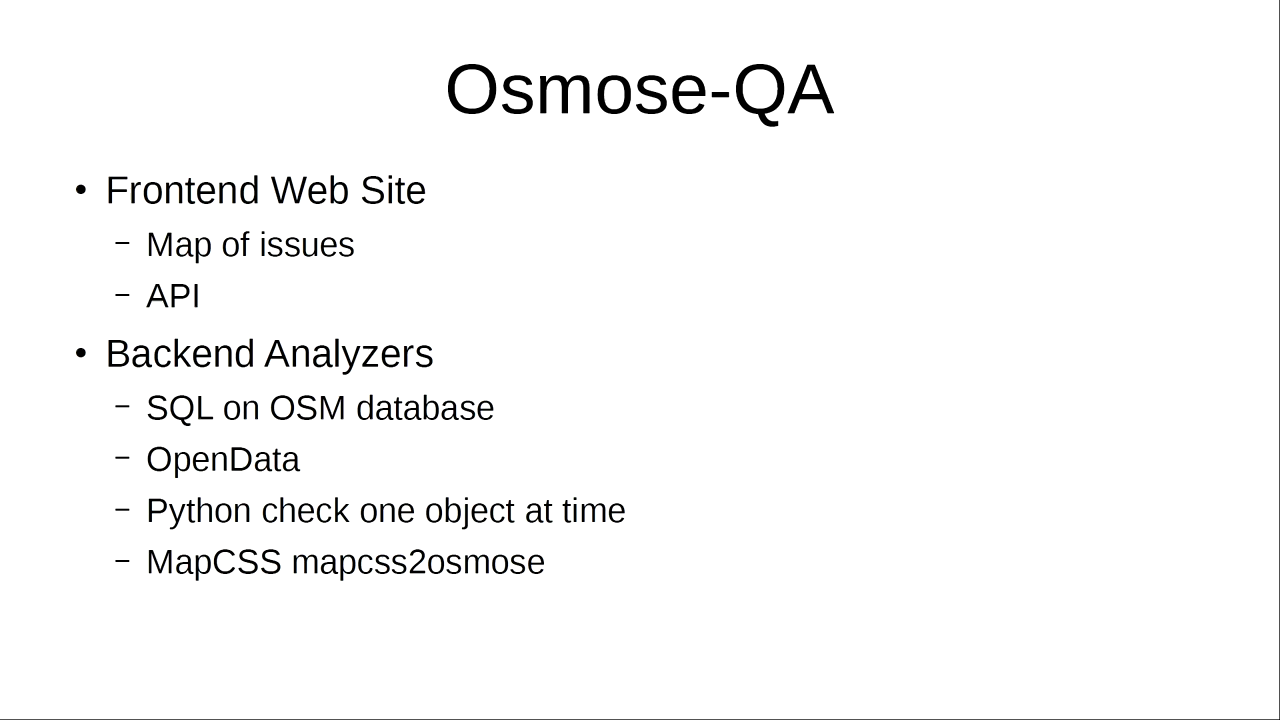 Osmose-QA
• Frontend Web Site
– Map of issues
– API
• Backend Analyzers
– SQL on OSM database
– OpenData
– Python check one object at time
– MapCSS mapcss2osmose